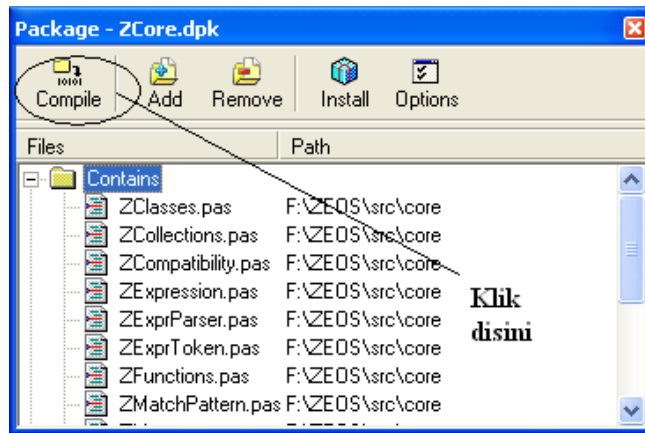 Package - ZCore.dpk
Compile Add Remove Install Options
Files Path
Contains
ZClasses.pas F:\ZEOS\src\core
ZCollections.pas F:\ZEOS\src\core
ZCompatibility.pas F:\ZEOS\src\core
ZExpression.pas F:\ZEOS\src\core
ZExprParser.pas F:\ZEOS\src\core
ZExprToken.pas F:\ZEOS\src\core
ZFunctions.pas F:\ZEOS\src\core
ZMatchPattern.pas F:\ZEOS\src\core
Klik
disini